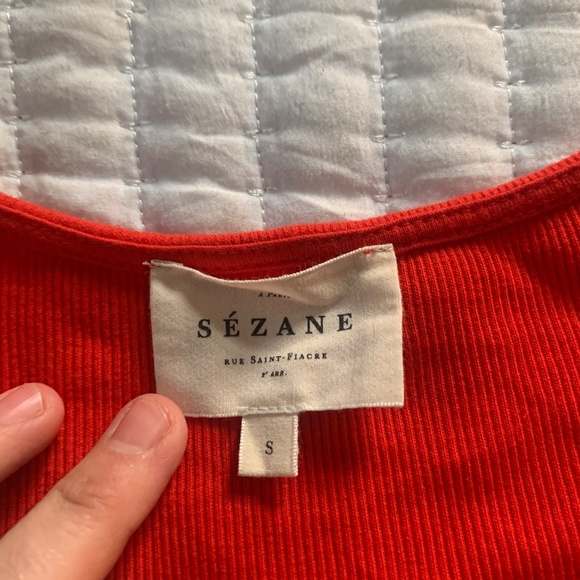 À PARIS
SÉZANE
RUE SAINT-FIACRE
2ᵉ ARR.
S